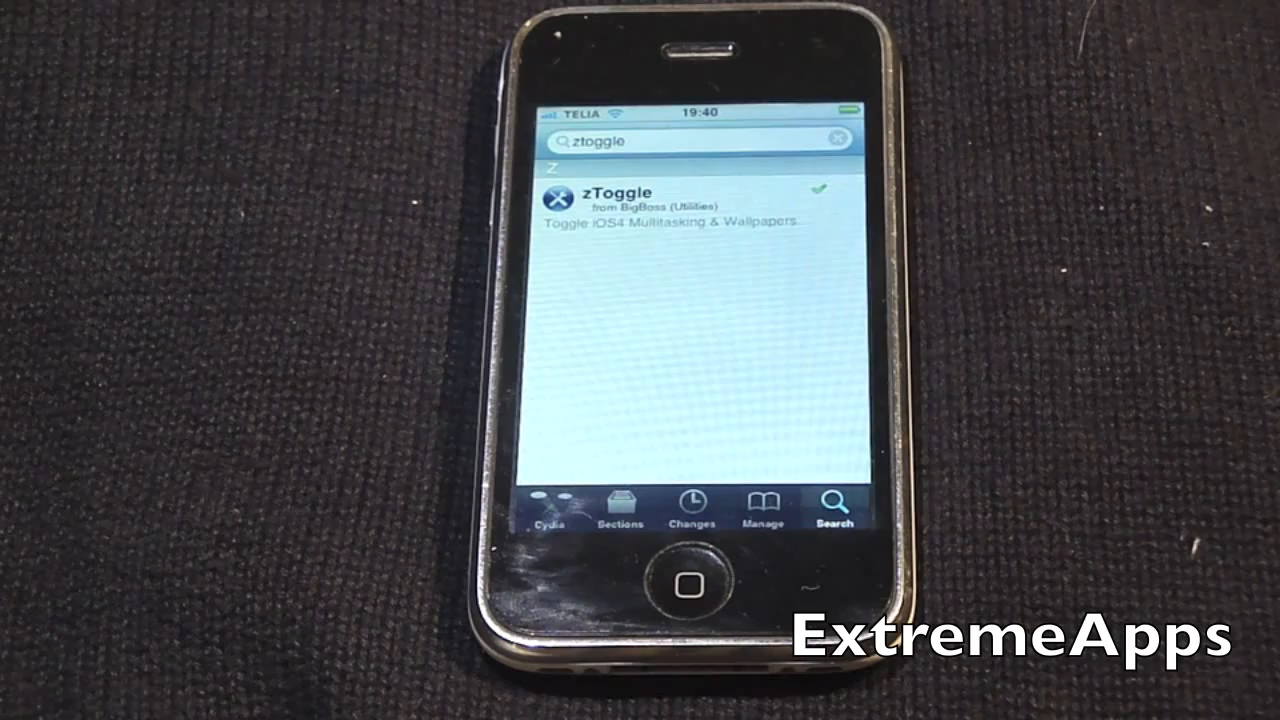 TELIA 19:40
ztoggle
Z
zToggle
from BigBoss (Utilities)
Toggle iOS4 Multitasking & Wallpapers...
Cydia Sections Changes Manage Search
ExtremeApps